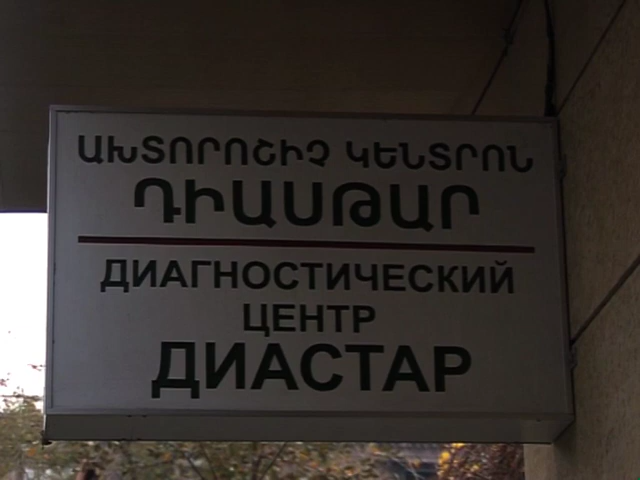 ԱԽՏՈՐՈՇԻՉ ԿԵՆՏՐՈՆ
ԴԻԱՍԹԱՐ
ДИАГНОСТИЧЕСКИЙ
ЦЕНТР
ДИАСТАР